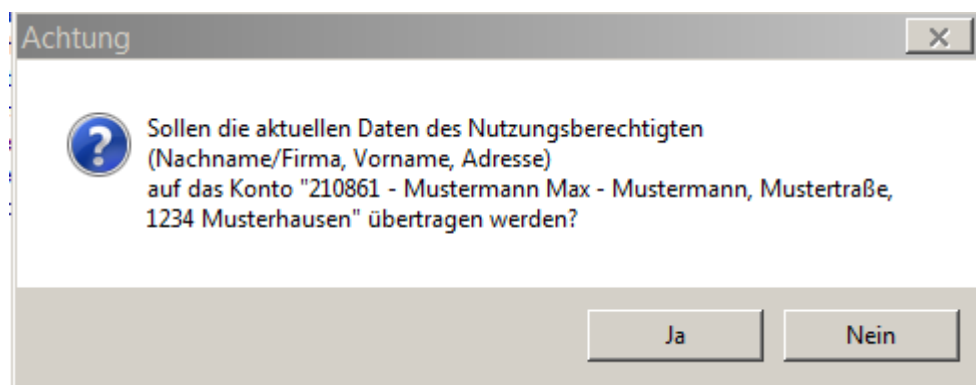 Achtung
Sollen die aktuellen Daten des Nutzungsberechtigten
(Nachname/Firma, Vorname, Adresse)
auf das Konto "210861 - Mustermann Max - Mustermann, Mustertraße,
1234 Musterhausen" übertragen werden?
Ja
Nein